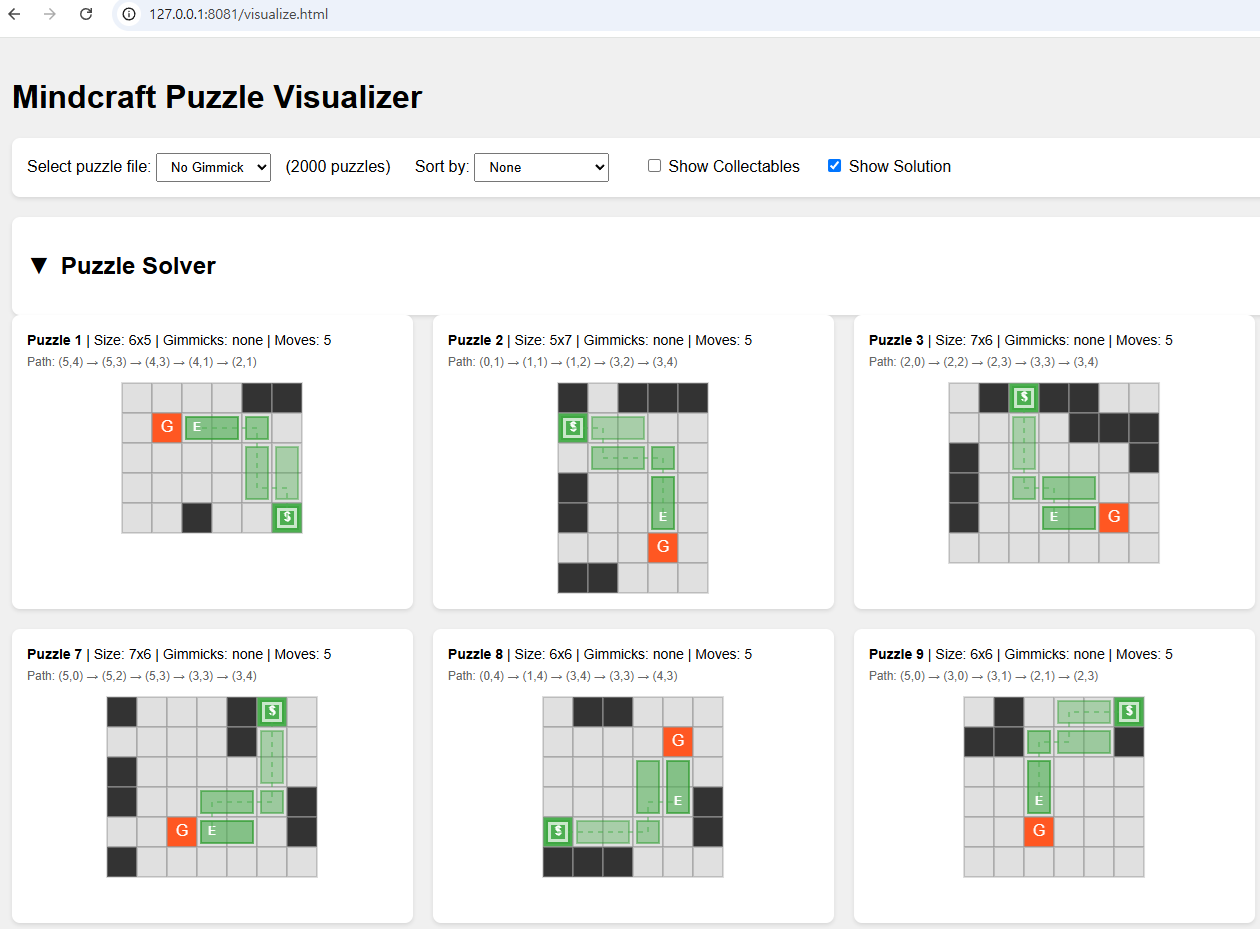 127.0.0.1:8081/visualize.html
Mindcraft Puzzle Visualizer
Select puzzle file: No Gimmick (2000 puzzles) Sort by: None Show Collectables Show Solution
▼ Puzzle Solver
Puzzle 1 | Size: 6x5 | Gimmicks: none | Moves: 5
Path: (5,4) → (5,3) → (4,3) → (4,1) → (2,1)
G E
$
Puzzle 2 | Size: 5x7 | Gimmicks: none | Moves: 5
Path: (0,1) → (1,1) → (1,2) → (3,2) → (3,4)
$
E
G
Puzzle 3 | Size: 7x6 | Gimmicks: none | Moves: 5
Path: (2,0) → (2,2) → (2,3) → (3,3) → (3,4)
$
E G
Puzzle 7 | Size: 7x6 | Gimmicks: none | Moves: 5
Path: (5,0) → (5,2) → (5,3) → (3,3) → (3,4)
$
G E
Puzzle 8 | Size: 6x6 | Gimmicks: none | Moves: 5
Path: (0,4) → (1,4) → (3,4) → (3,3) → (4,3)
G
E
$
Puzzle 9 | Size: 6x6 | Gimmicks: none | Moves: 5
Path: (5,0) → (3,0) → (3,1) → (2,1) → (2,3)
$
E
G